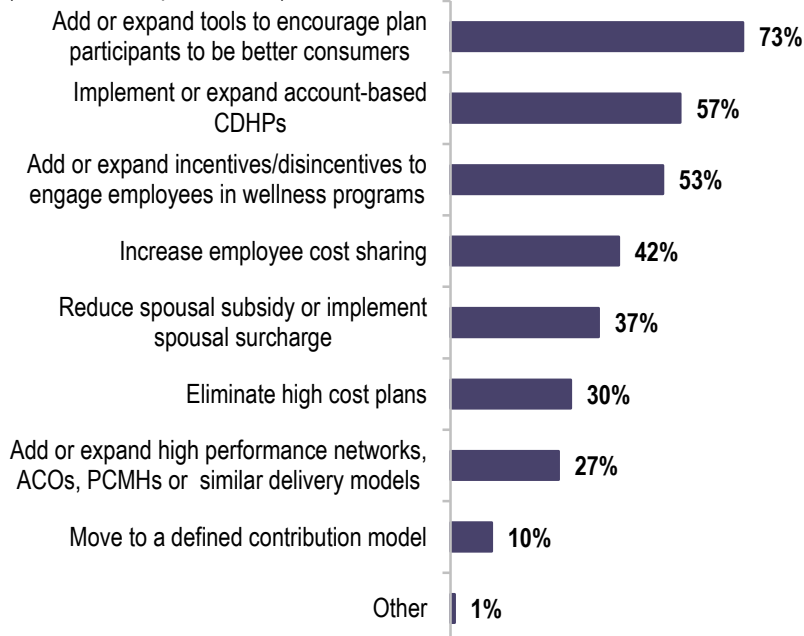 Add or expand tools to encourage plan
participants to be better consumers
73%
Implement or expand account-based
CDHPs
57%
Add or expand incentives/disincentives to
engage employees in wellness programs
53%
Increase employee cost sharing
42%
Reduce spousal subsidy or implement
spousal surcharge
37%
Eliminate high cost plans
30%
Add or expand high performance networks,
ACOs, PCMHs or similar delivery models
27%
Move to a defined contribution model
10%
Other
1%